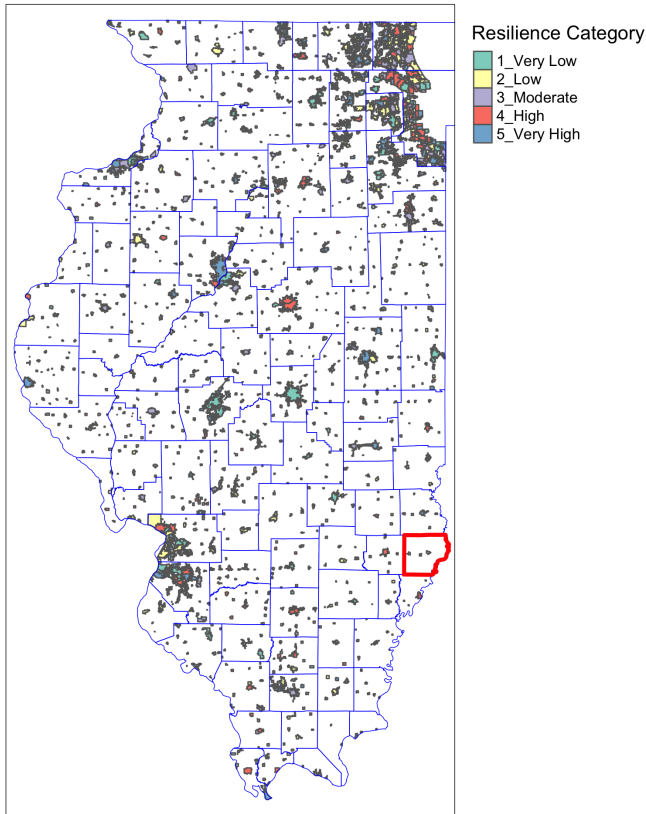 Resilience Category
1_Very Low
2_Low
3_Moderate
4_High
5_Very High